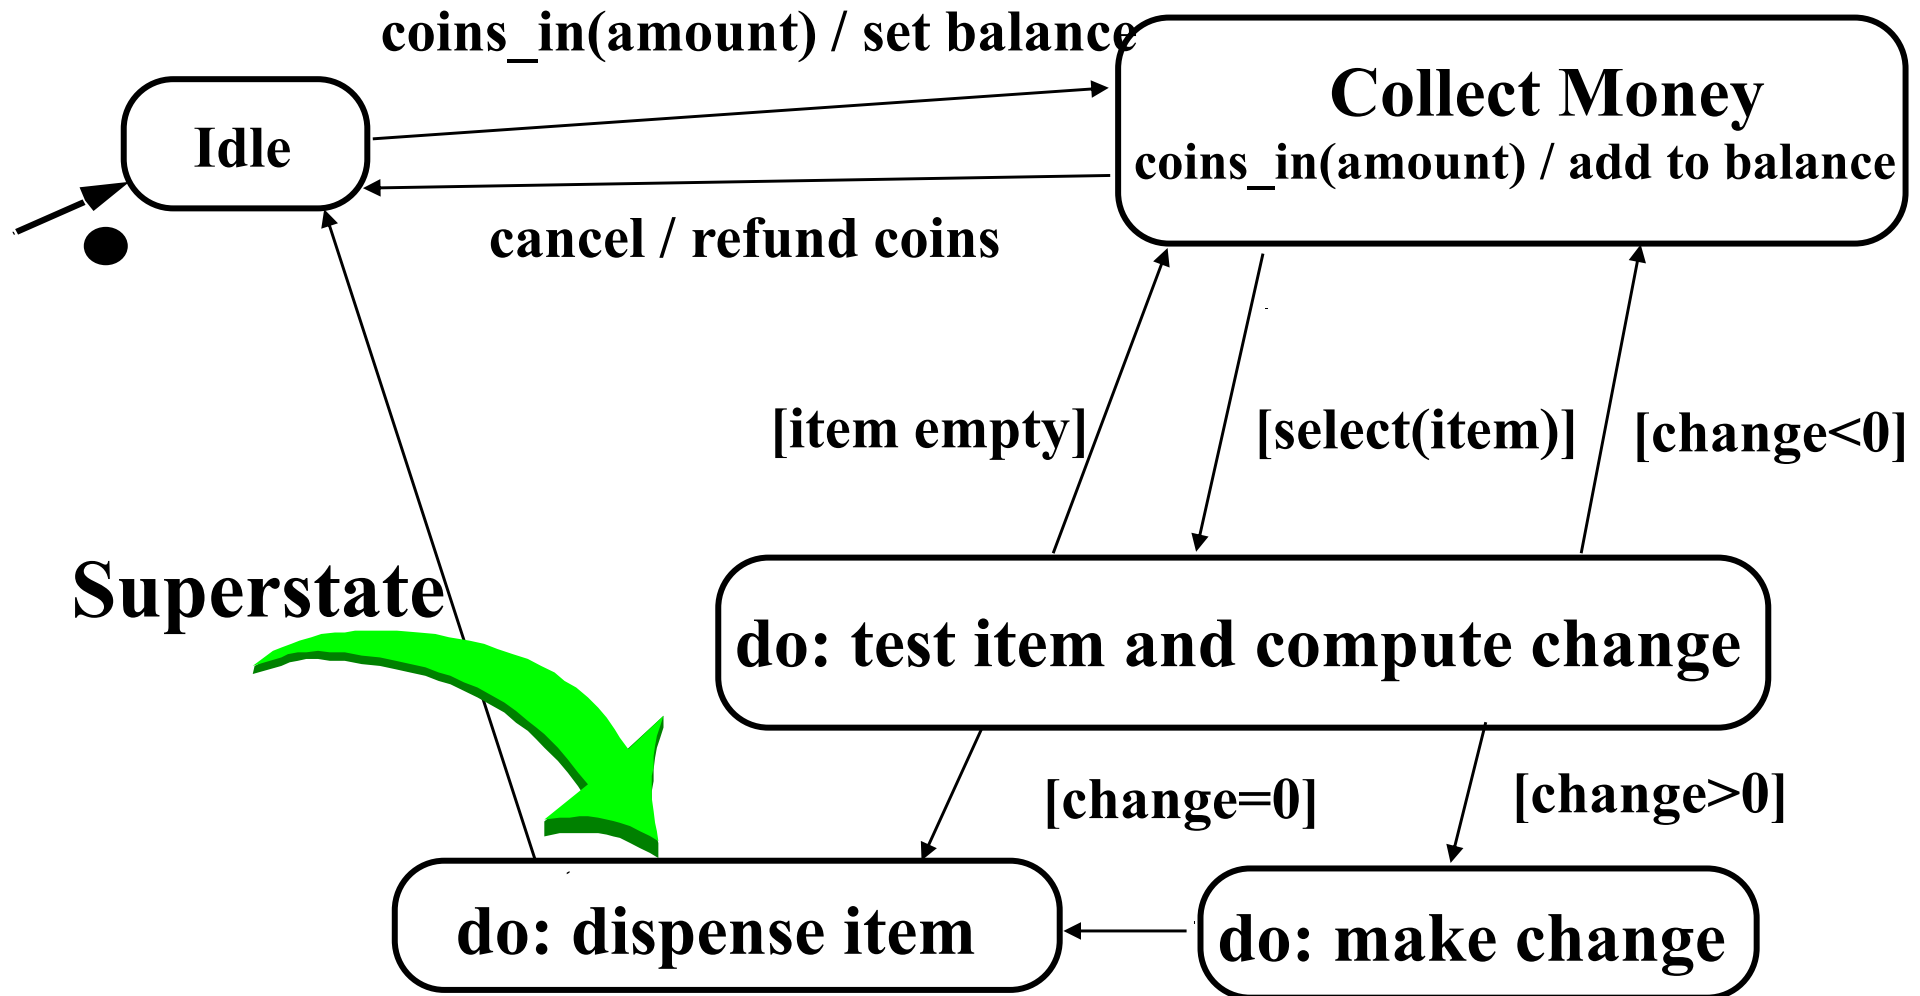 coins_in(amount) / set balance
Idle
Collect Money
coins_in(amount) / add to balance
cancel / refund coins
[item empty]
[select(item)]
[change<0]
Superstate
do: test item and compute change
[change=0]
[change>0]
do: dispense item
do: make change